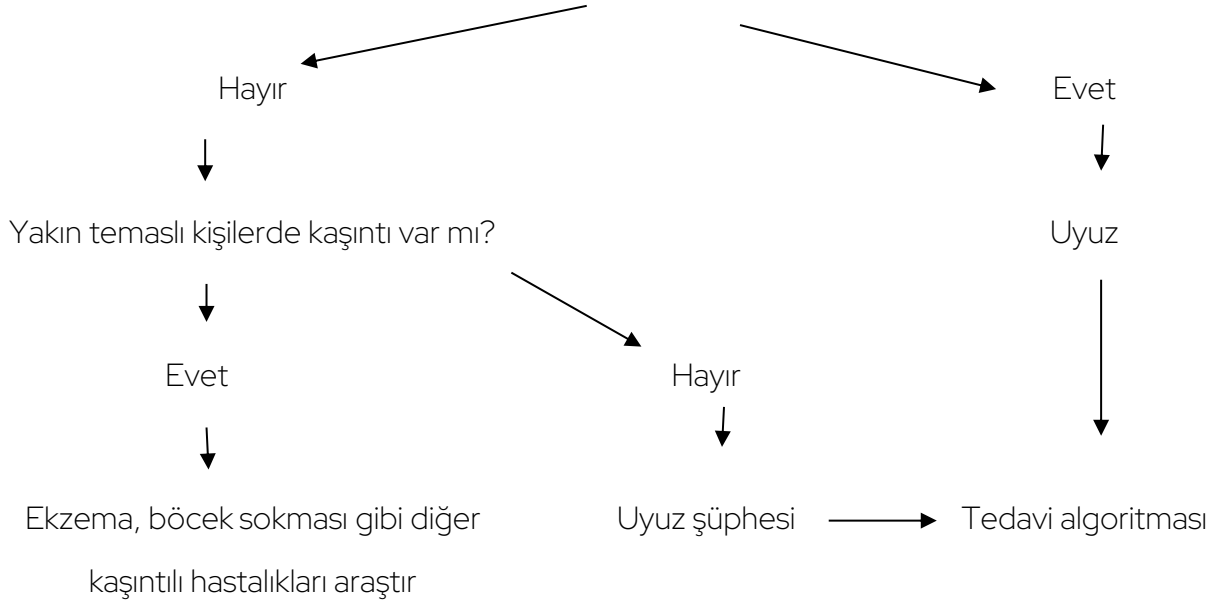 Hayır
Evet
Yakın temaslı kişilerde kaşıntı var mı?
Uyuz
Evet
Hayır
Ekzema, böcek sokması gibi diğer
kaşıntılı hastalıkları araştır
Uyuz şüphesi
Tedavi algoritması